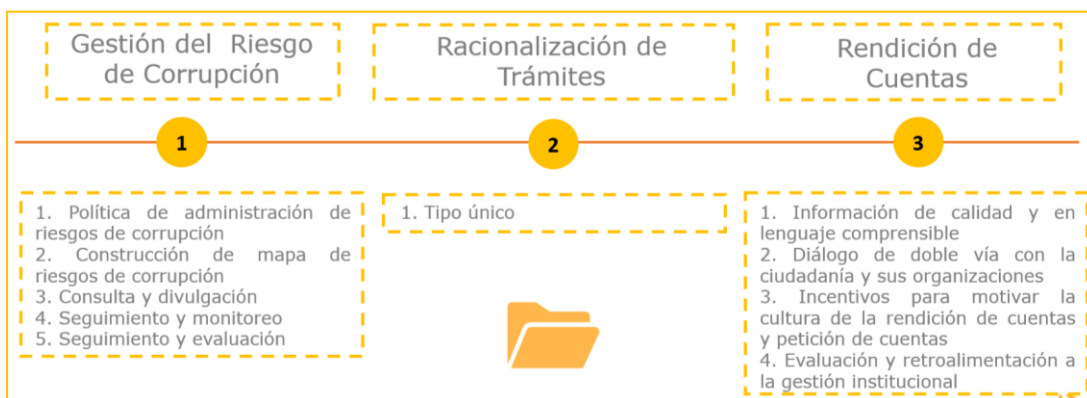 Gestión del Riesgo
de Corrupción
Racionalización de
Trámites
Rendición de
Cuentas
1
2
3
1. Política de administración de
riesgos de corrupción
2. Construcción de mapa de
riesgos de corrupción
3. Consulta y divulgación
4. Seguimiento y monitoreo
5. Seguimiento y evaluación
1. Tipo único
1. Información de calidad y en
lenguaje comprensible
2. Diálogo de doble vía con la
ciudadanía y sus organizaciones
3. Incentivos para motivar la
cultura de la rendición de cuentas
y petición de cuentas
4. Evaluación y retroalimentación a
la gestión institucional